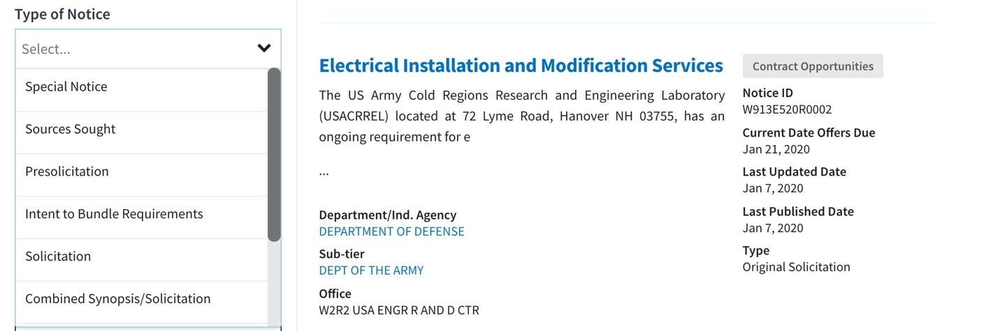 Type of Notice
Select...
Special Notice
Sources Sought
Presolicitation
Intent to Bundle Requirements
Solicitation
Combined Synopsis/Solicitation
Electrical Installation and Modification Services
The US Army Cold Regions Research and Engineering Laboratory
(USACRREL) located at 72 Lyme Road, Hanover NH 03755, has an
ongoing requirement for e
...
Department/Ind. Agency
DEPARTMENT OF DEFENSE
Sub-tier
DEPT OF THE ARMY
Office
W2R2 USA ENGR R AND D CTR
Contract Opportunities
Notice ID
W913E520R0002
Current Date Offers Due
Jan 21, 2020
Last Updated Date
Jan 7, 2020
Last Published Date
Jan 7, 2020
Type
Original Solicitation